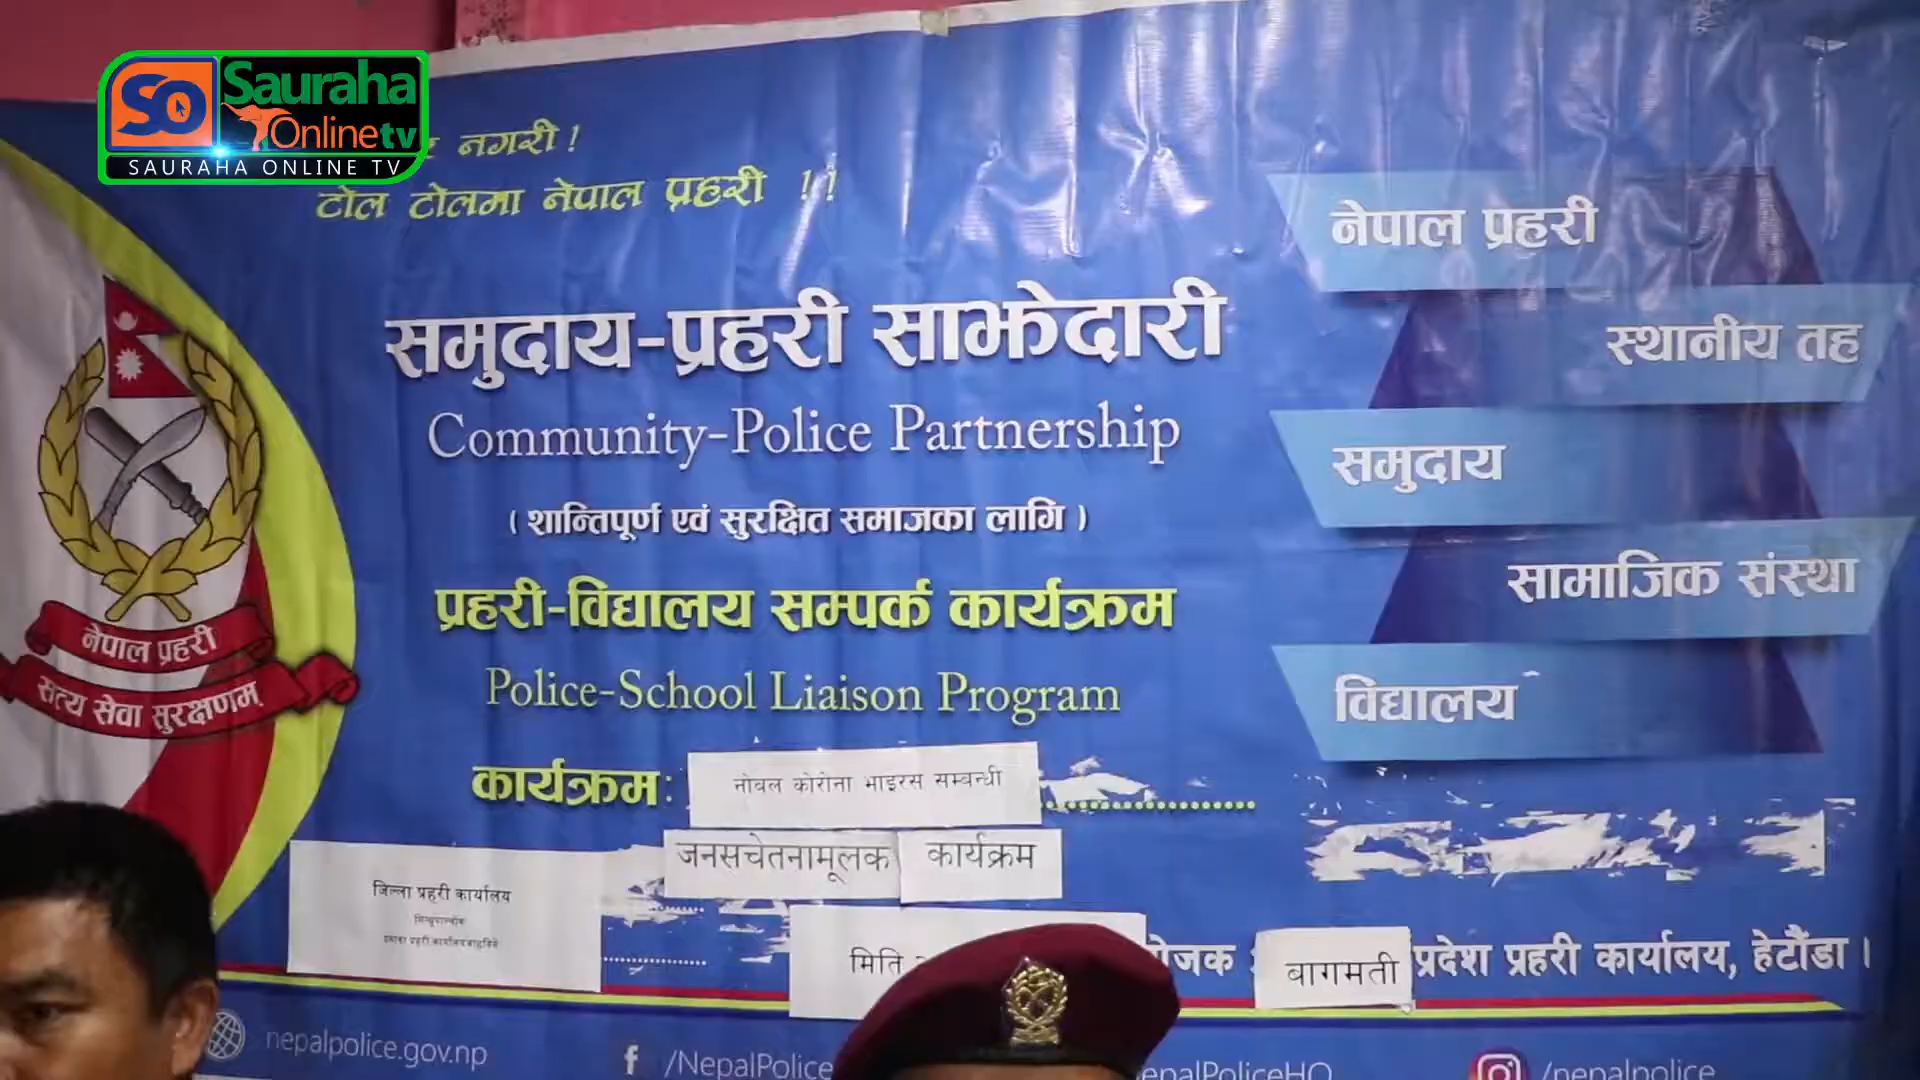 SO Sauraha
Onlinetv
SAURAHA ONLINE TV
नगरी !
टोल टोलमा नेपाल प्रहरी !!
समुदाय-प्रहरी साझेदारी
Community-Police Partnership
( शान्तिपूर्ण एवं सुरक्षित समाजका लागि )
प्रहरी-विद्यालय सम्पर्क कार्यक्रम
Police-School Liaison Program
नेपाल प्रहरी
स्थानीय तह
समुदाय
सामाजिक संस्था
विद्यालय
नेपाल प्रहरी
सत्य सेवा सुरक्षणम्
कार्यक्रम: नोबल कोरोना भाइरस सम्बन्धी
जनसचेतनामूलक कार्यक्रम
जिल्ला प्रहरी कार्यालय
मिति
बागमती प्रदेश प्रहरी कार्यालय, हेटौंडा ।
nepalpolice.gov.np
/NepalPolice
/nepalpolice